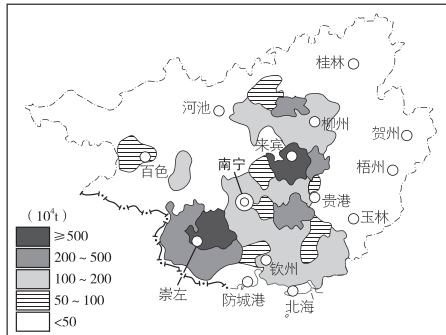 桂林
河池
柳州
贺州
来宾
百色
南宁
梧州
贵港
玉林
(10⁴t)
≥500
200～500
100～200
50～100
<50
钦州
崇左
防城港
北海